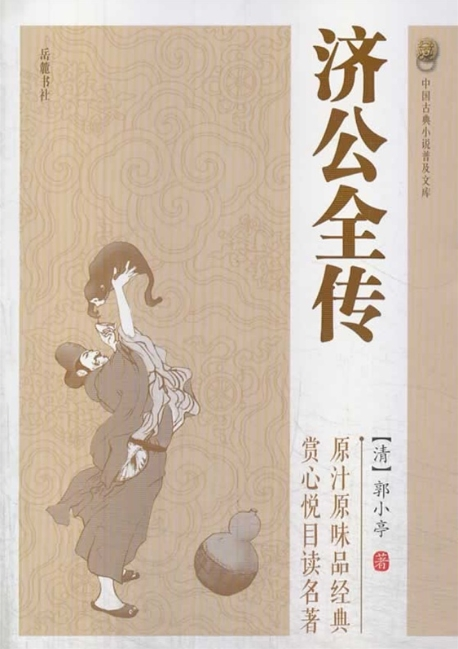 中国古典小说普及文库
济公全传
【清】郭小亭 著
原汁原味品经典
赏心悦目读名著
岳麓书社